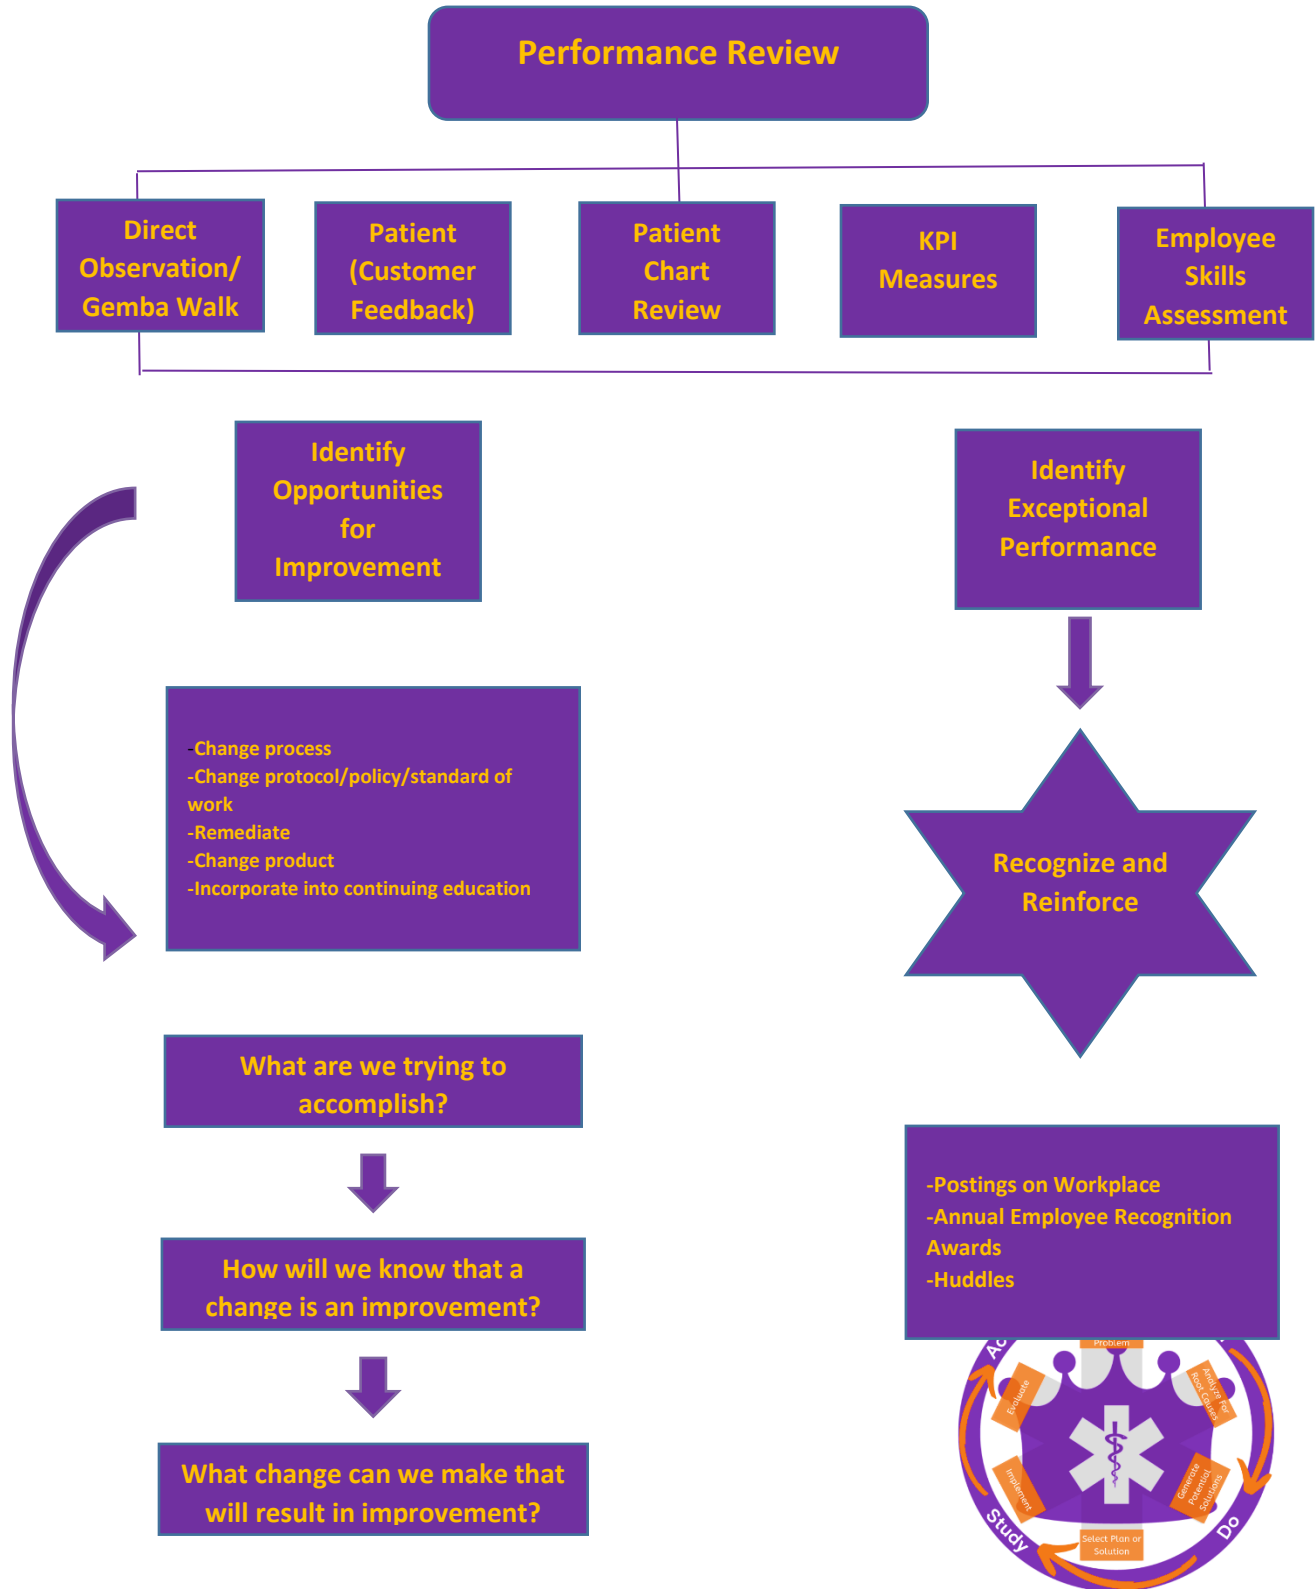 Performance Review
Direct
Observation/
Gemba Walk
Patient
(Customer
Feedback)
Patient
Chart
Review
KPI
Measures
Employee
Skills
Assessment
Identify
Opportunities
for
Improvement
Identify
Exceptional
Performance
-Change process
-Change protocol/policy/standard of
work
-Remediate
-Change product
-Incorporate into continuing education
Recognize and
Reinforce
What are we trying to
accomplish?
-Postings on Workplace
-Annual Employee Recognition
Awards
-Huddles
How will we know that a
change is an improvement?
What change can we make that
will result in improvement?
Problem
Analyze For
Root Causes
Generate
Potential
Solutions
Do
Select Plan or
Solution
Study
Implement
Evaluate